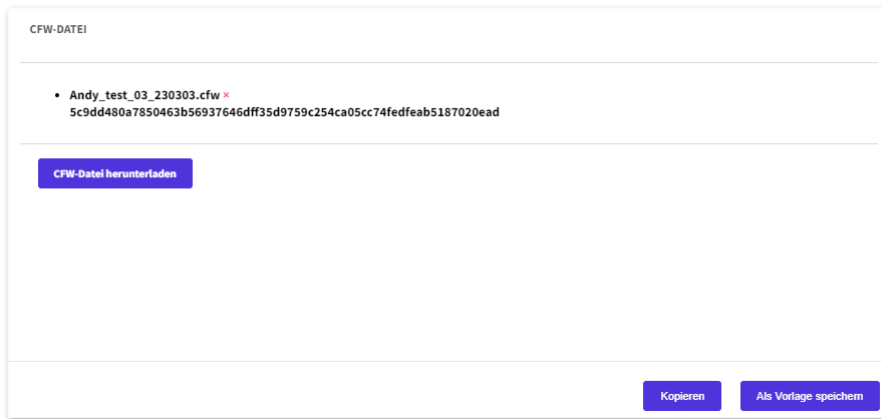 CFW-DATEI
Andy_test_03_230303.cfw ×
5c9dd480a7850463b56937646dff35d9759c254ca05cc74fedfeab5187020ead
CFW-Datei herunterladen
Kopieren
Als Vorlage speichern